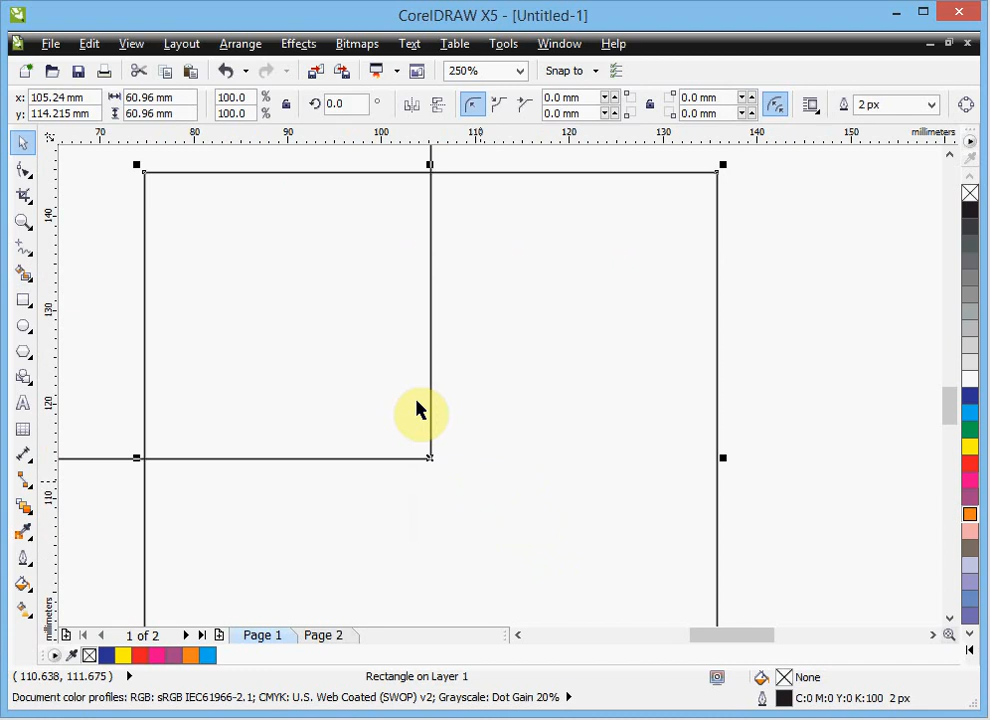 CorelDRAW X5 - [Untitled-1]
File Edit View Layout Arrange Effects Bitmaps Text Table Tools Window Help
250% Snap to
x: 105.24 mm 60.96 mm 100.0 % 0.0 ° 0.0 mm 0.0 mm 2 px
y: 114.215 mm 60.96 mm 100.0 % 0.0 mm 0.0 mm
70 80 90 100 110 120 130 140 150 millimeters
140
130
120
110
millimeters
1 of 2 Page 1 Page 2
( 110.638, 111.675 ) Rectangle on Layer 1 None
Document color profiles: RGB: sRGB IEC61966-2.1; CMYK: U.S. Web Coated (SWOP) v2; Grayscale: Dot Gain 20% C:0 M:0 Y:0 K:100 2 px